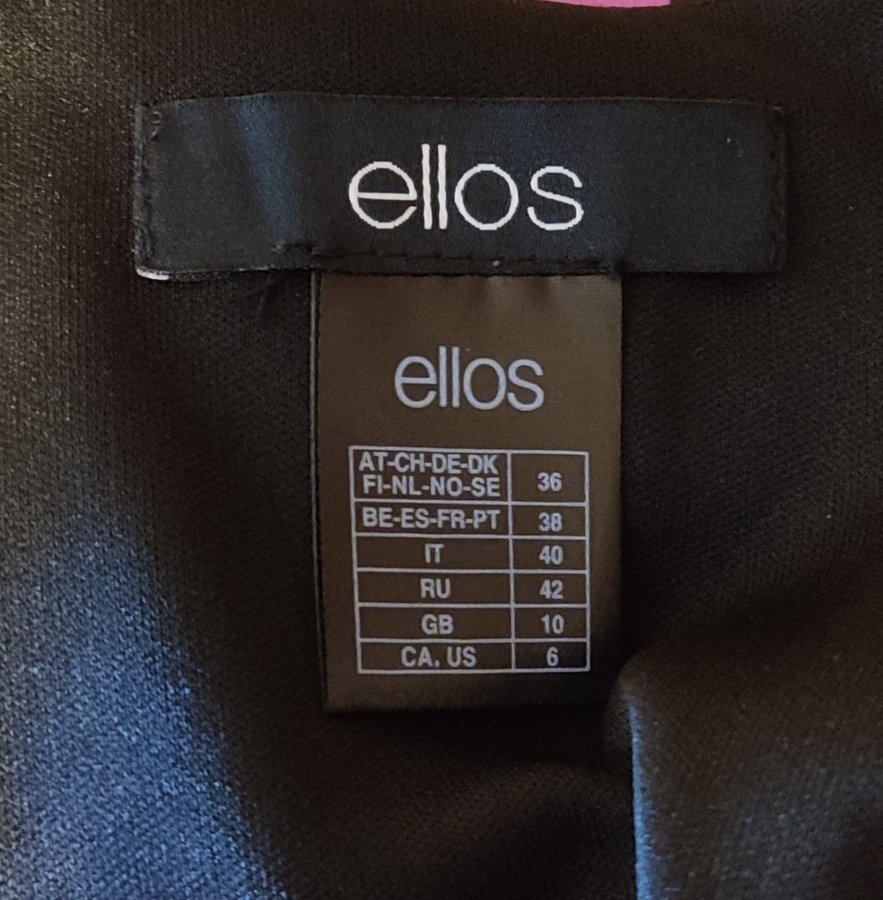 ellos
ellos
AT-CH-DE-DK
FI-NL-NO-SE 36
BE-ES-FR-PT 38
IT 40
RU 42
GB 10
CA. US 6